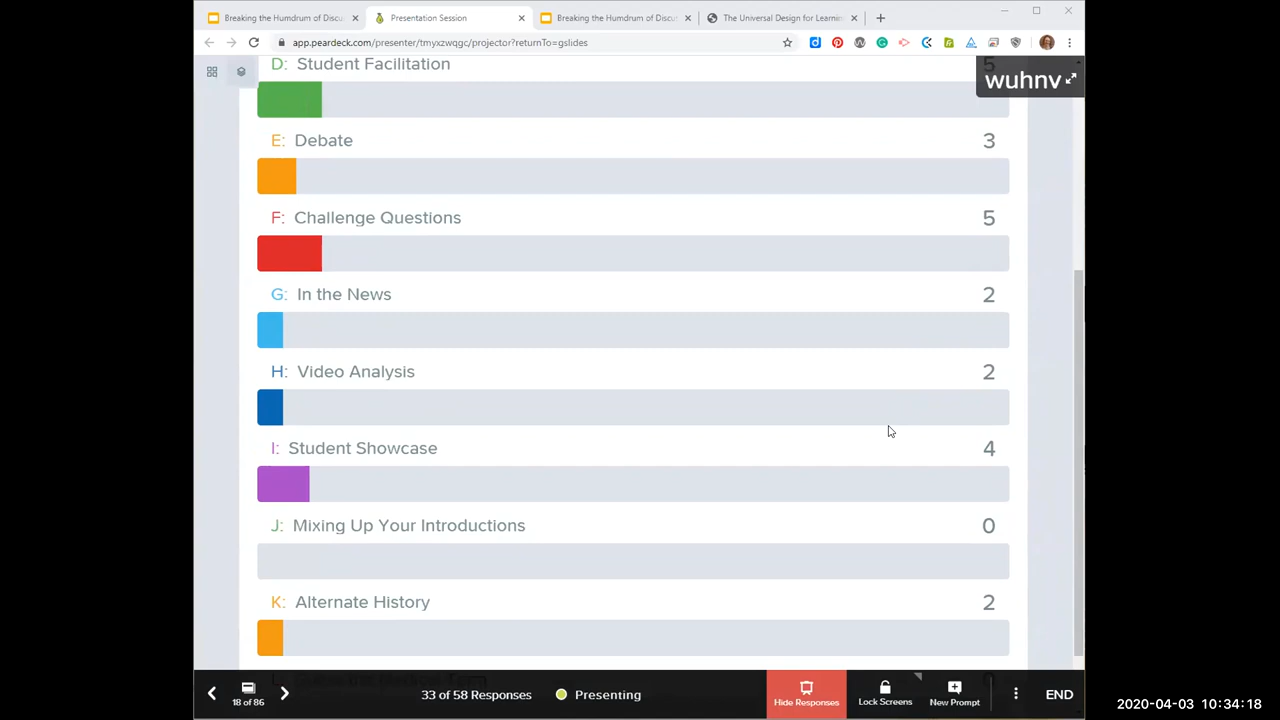 Breaking the Humdrum of Discu
Presentation Session
Breaking the Humdrum of Discus
The Universal Design for Learnin
app.peardeck.com/presenter/tmyxzwqgc/projector?returnTo=gslides
D: Student Facilitation 5
wuhnv
E: Debate 3
F: Challenge Questions 5
G: In the News 2
H: Video Analysis 2
I: Student Showcase 4
J: Mixing Up Your Introductions 0
K: Alternate History 2
18 of 86
33 of 58 Responses
Presenting
Hide Responses
Lock Screens
New Prompt
END
2020-04-03 10:34:18